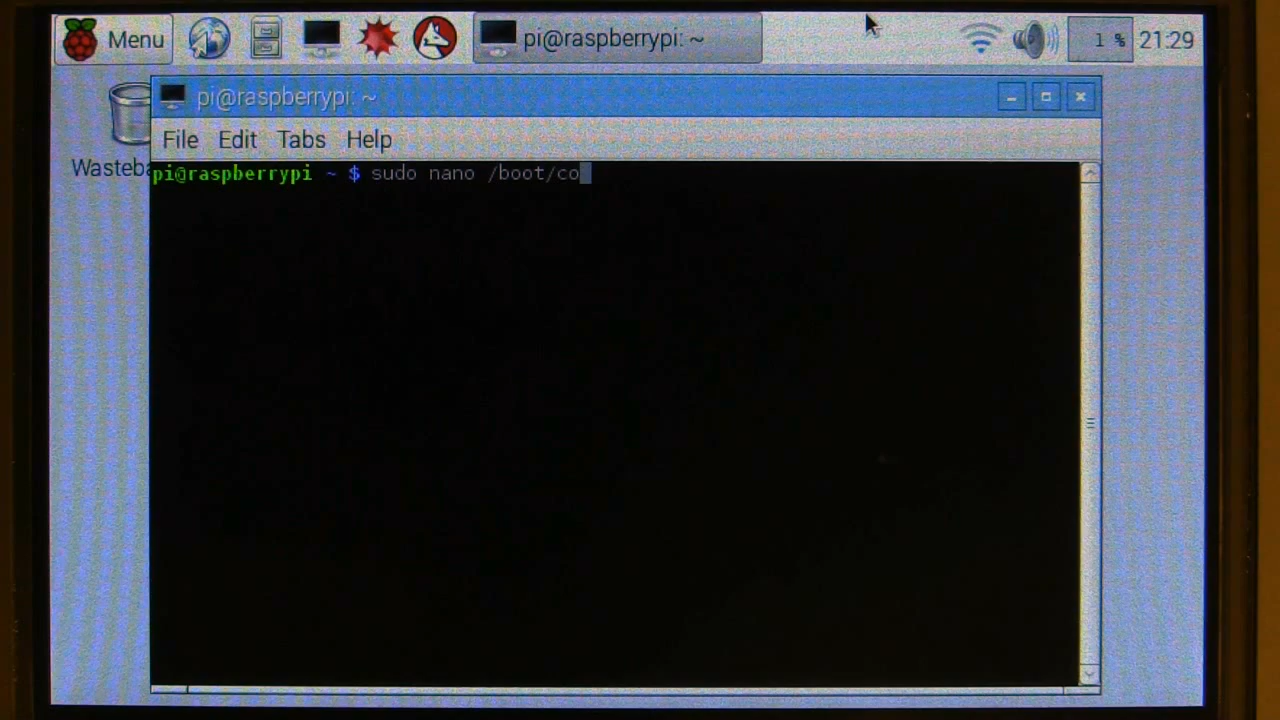 Menu
pi@raspberrypi: ~
1 %
21:29
pi@raspberrypi: ~
File Edit Tabs Help
pi@raspberrypi ~ $ sudo nano /boot/co